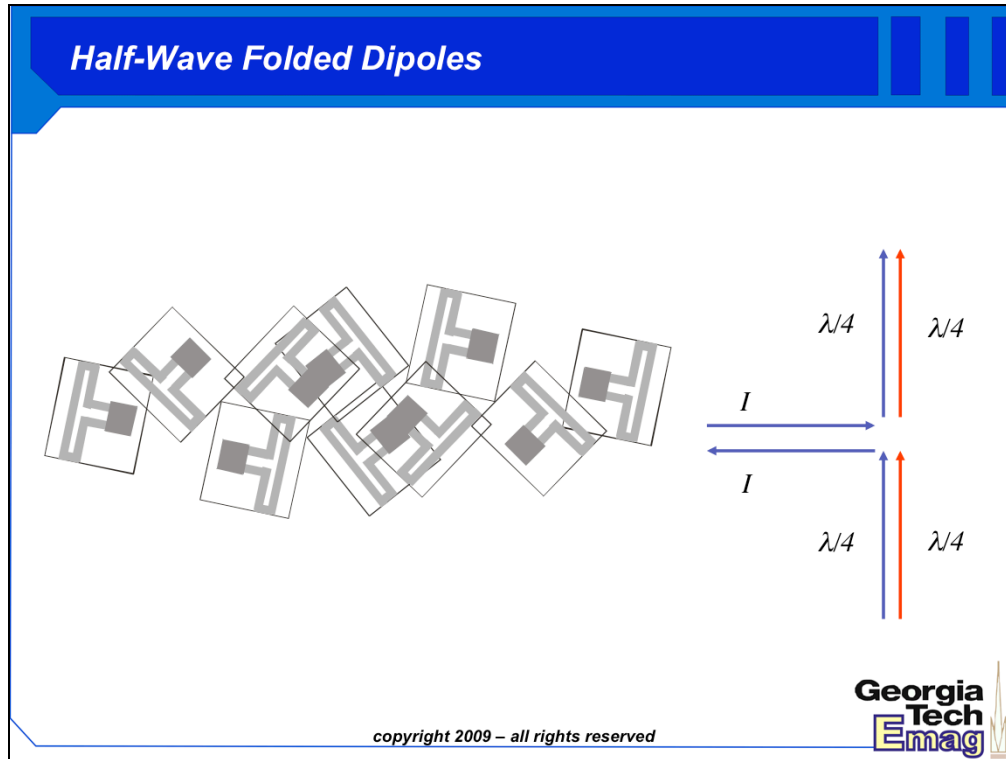 Half-Wave Folded Dipoles
λ/4
λ/4
I
I
λ/4
λ/4
Georgia
Tech
Emag
copyright 2009 – all rights reserved